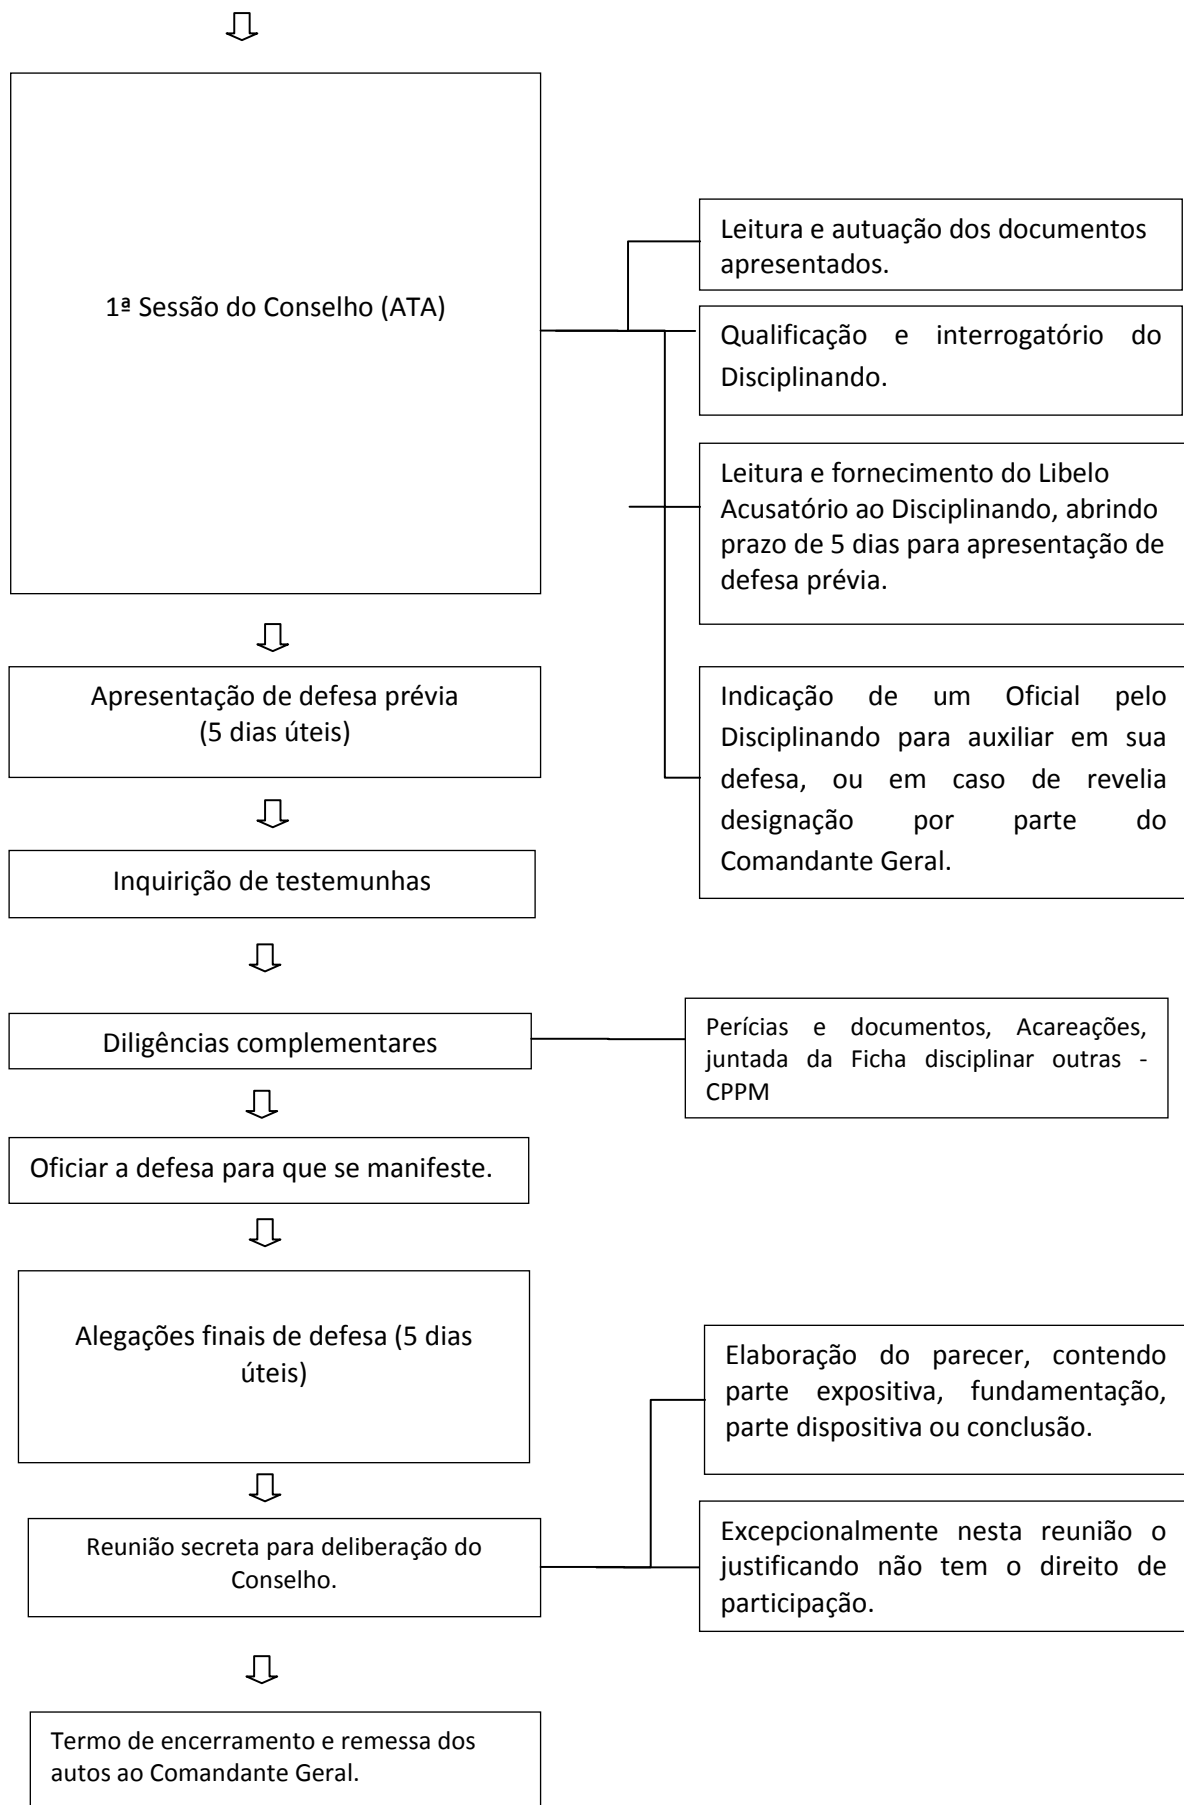 1ª Sessão do Conselho (ATA)
Leitura e autuação dos documentos
apresentados.
Qualificação e interrogatório do
Disciplinando.
Leitura e fornecimento do Libelo
Acusatório ao Disciplinando, abrindo
prazo de 5 dias para apresentação de
defesa prévia.
Indicação de um Oficial pelo
Disciplinando para auxiliar em sua
defesa, ou em caso de revelia
designação por parte do
Comandante Geral.
Apresentação de defesa prévia
(5 dias úteis)
Inquirição de testemunhas
Diligências complementares
Perícias e documentos, Acareações,
juntada da Ficha disciplinar outras -
CPPM
Oficiar a defesa para que se manifeste.
Alegações finais de defesa (5 dias
úteis)
Reunião secreta para deliberação do
Conselho.
Elaboração do parecer, contendo
parte expositiva, fundamentação,
parte dispositiva ou conclusão.
Excepcionalmente nesta reunião o
justificando não tem o direito de
participação.
Termo de encerramento e remessa dos
autos ao Comandante Geral.